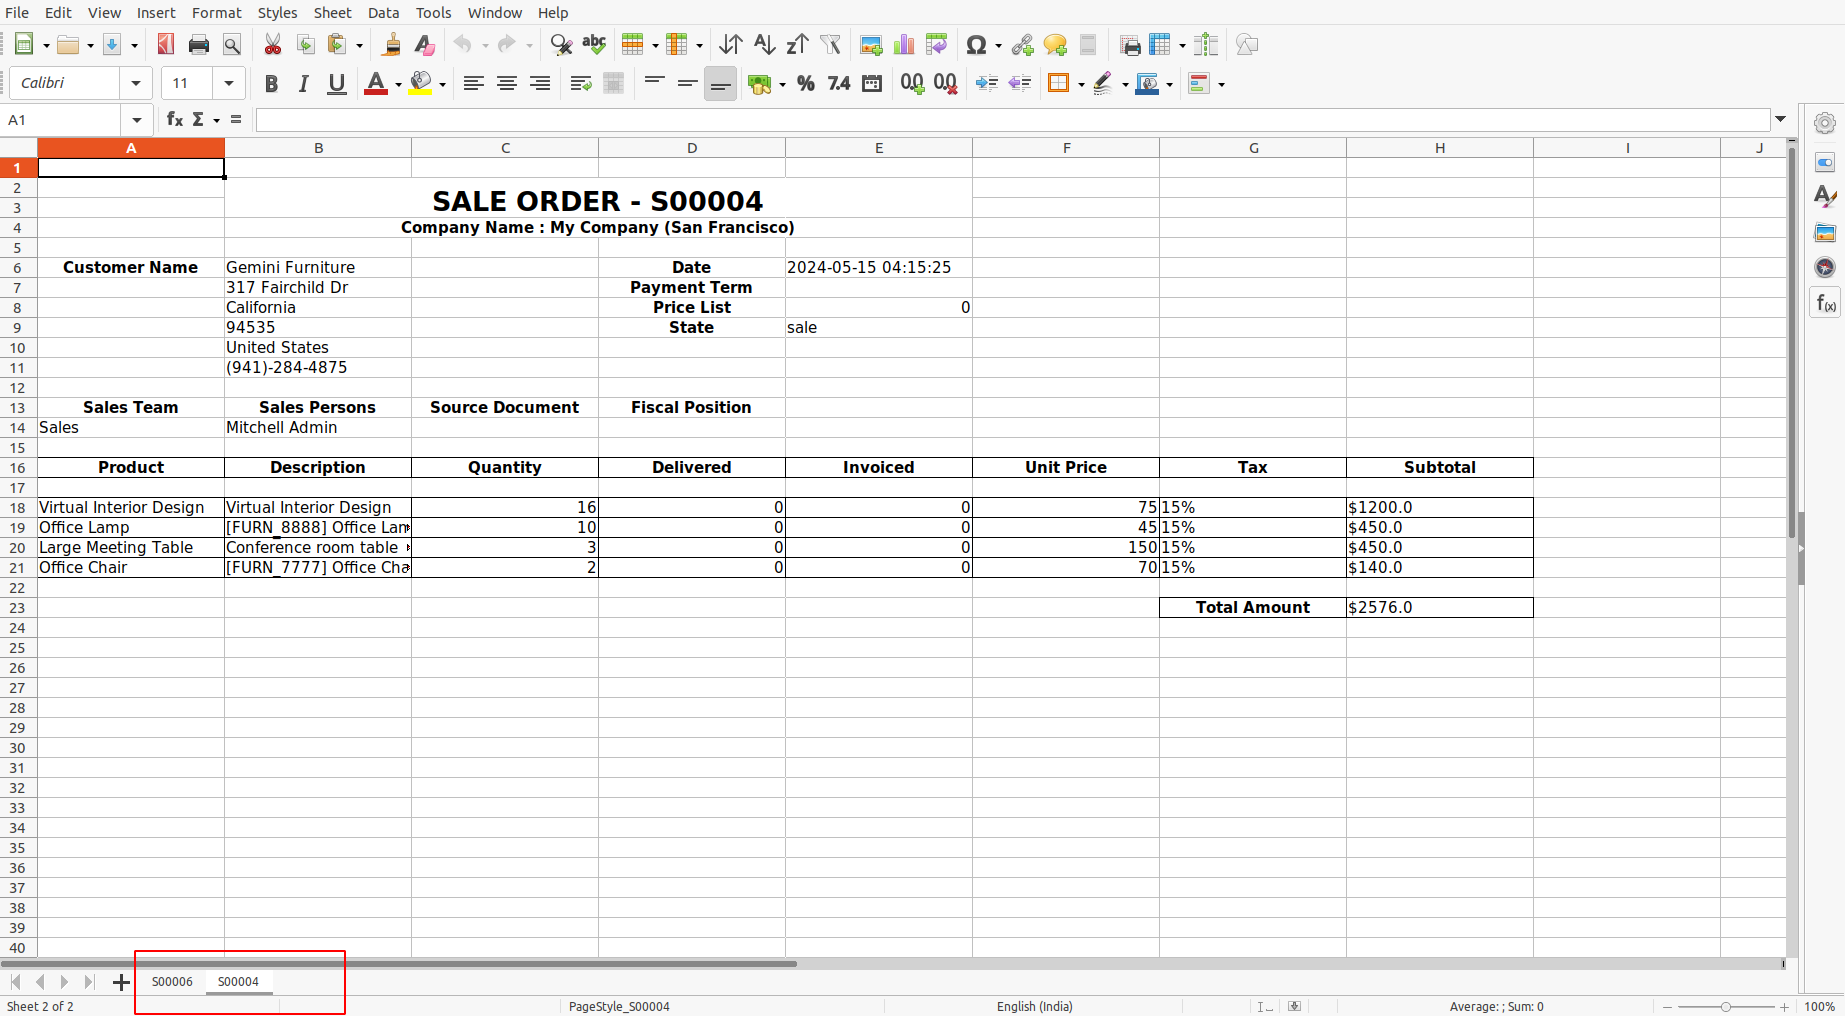 File Edit View Insert Format Styles Sheet Data Tools Window Help
Calibri 11 B I U A % 7.4
A1 fx Σ =
A B C D E F G H I J
1
2
3 SALE ORDER - S00004
4 Company Name : My Company (San Francisco)
5
6 Customer Name Gemini Furniture Date 2024-05-15 04:15:25
7 317 Fairchild Dr Payment Term
8 California Price List 0
9 94535 State sale
10 United States
11 (941)-284-4875
12
13 Sales Team Sales Persons Source Document Fiscal Position
14 Sales Mitchell Admin
15
16 Product Description Quantity Delivered Invoiced Unit Price Tax Subtotal
17
18 Virtual Interior Design Virtual Interior Design 16 0 0 75 15% $1200.0
19 Office Lamp [FURN_8888] Office Lam 10 0 0 45 15% $450.0
20 Large Meeting Table Conference room table 3 0 0 150 15% $450.0
21 Office Chair [FURN_7777] Office Cha 2 0 0 70 15% $140.0
22
23 Total Amount $2576.0
24
25
26
27
28
29
30
31
32
33
34
35
36
37
38
39
40
S00006 S00004
Sheet 2 of 2 PageStyle_S00004 English (India) Average: ; Sum: 0 100%